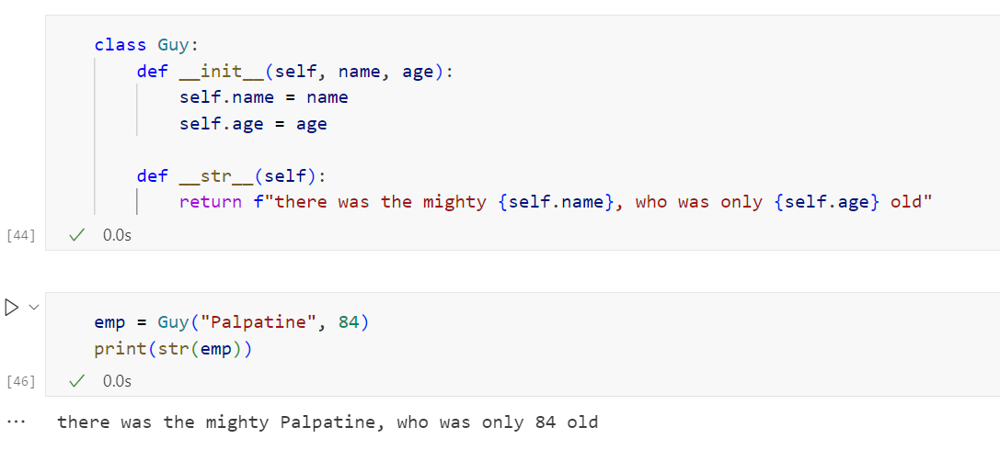 class Guy:
def __init__(self, name, age):
self.name = name
self.age = age
def __str__(self):
return f"there was the mighty {self.name}, who was only {self.age} old"
[44]
0.0s
emp = Guy("Palpatine", 84)
print(str(emp))
[46]
0.0s
... there was the mighty Palpatine, who was only 84 old